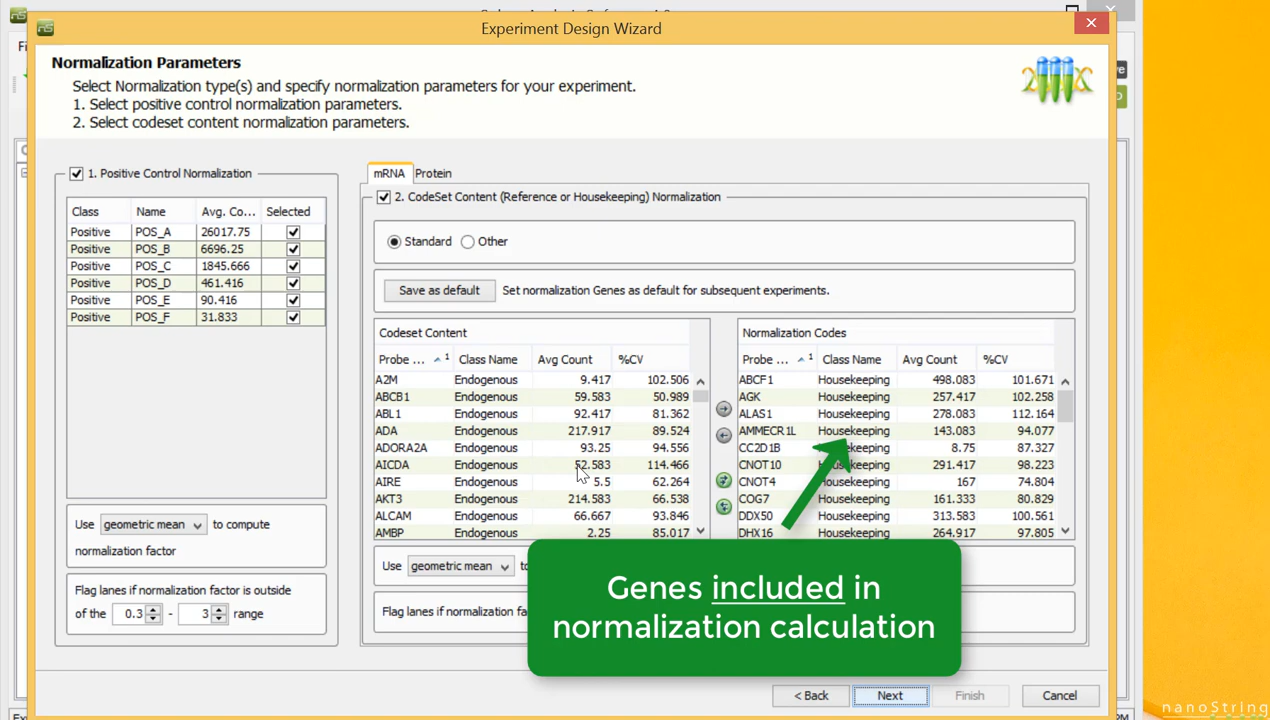 Experiment Design Wizard
Normalization Parameters
Select Normalization type(s) and specify normalization parameters for your experiment.
1. Select positive control normalization parameters.
2. Select codeset content normalization parameters.
1. Positive Control Normalization
Class Name Avg. Co... Selected
Positive POS_A 26017.75
Positive POS_B 6696.25
Positive POS_C 1845.666
Positive POS_D 461.416
Positive POS_E 90.416
Positive POS_F 31.833
Use geometric mean to compute
normalization factor
Flag lanes if normalization factor is outside
of the 0.3 - 3 range
mRNA Protein
2. CodeSet Content (Reference or Housekeeping) Normalization
Standard Other
Save as default Set normalization Genes as default for subsequent experiments.
Codeset Content
Probe ... 1 Class Name Avg Count %CV
A2M Endogenous 9.417 102.506
ABCB1 Endogenous 59.583 50.989
ABL1 Endogenous 92.417 81.362
ADA Endogenous 217.917 89.524
ADORA2A Endogenous 93.25 94.556
AICDA Endogenous 52.583 114.466
AIRE Endogenous 5.5 62.264
AKT3 Endogenous 214.583 66.538
ALCAM Endogenous 66.667 93.846
AMBP Endogenous 2.25 85.017
Normalization Codes
Probe ... 1 Class Name Avg Count %CV
ABCF1 Housekeeping 498.083 101.671
AGK Housekeeping 257.417 102.258
ALAS1 Housekeeping 278.083 112.164
AMMECR1L Housekeeping 143.083 94.077
CC2D1B Housekeeping 8.75 87.327
CNOT10 Housekeeping 291.417 98.223
CNOT4 Housekeeping 167 74.804
COG7 Housekeeping 161.333 80.829
DDX50 Housekeeping 313.583 100.561
DHX16 Housekeeping 264.917 97.805
Use geometric mean
Flag lanes if normalization
Genes included in
normalization calculation
< Back Next Finish Cancel
nanoString